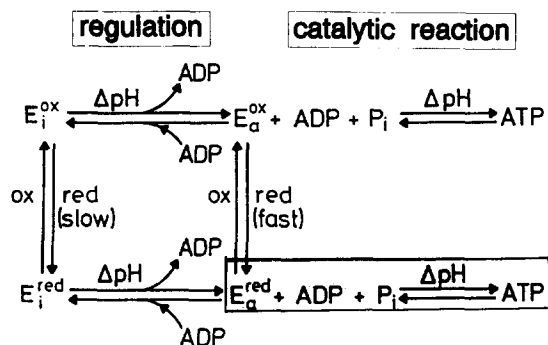 regulation catalytic reaction
ADP
ΔpH ΔpH
E_i^ox E_a^ox + ADP + P_i ATP
ADP
ox red ox red
(slow) (fast)
ADP
ΔpH ΔpH
E_i^red E_a^red + ADP + P_i ATP
ADP